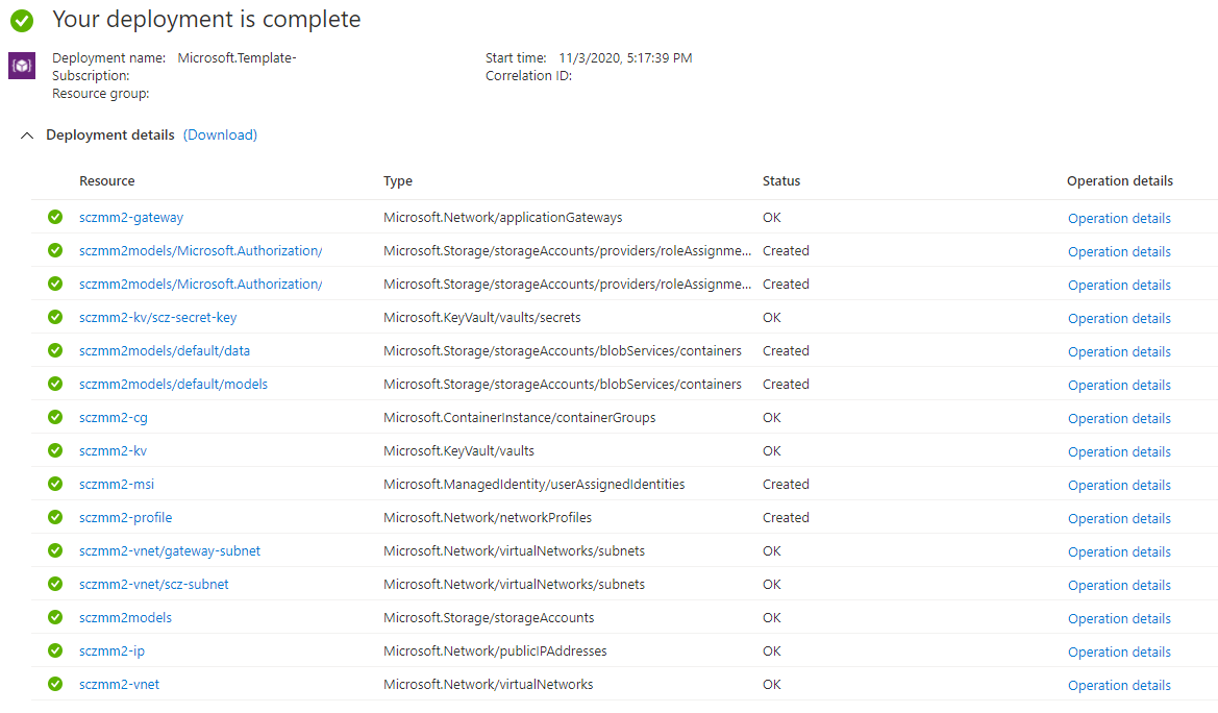 Your deployment is complete
Deployment name: Microsoft.Template- Start time: 11/3/2020, 5:17:39 PM
Subscription: Correlation ID:
Resource group:
Deployment details (Download)
Resource Type Status Operation details
sczmm2-gateway Microsoft.Network/applicationGateways OK Operation details
sczmm2models/Microsoft.Authorization/ Microsoft.Storage/storageAccounts/providers/roleAssignme... Created Operation details
sczmm2models/Microsoft.Authorization/ Microsoft.Storage/storageAccounts/providers/roleAssignme... Created Operation details
sczmm2-kv/scz-secret-key Microsoft.KeyVault/vaults/secrets OK Operation details
sczmm2models/default/data Microsoft.Storage/storageAccounts/blobServices/containers Created Operation details
sczmm2models/default/models Microsoft.Storage/storageAccounts/blobServices/containers Created Operation details
sczmm2-cg Microsoft.ContainerInstance/containerGroups OK Operation details
sczmm2-kv Microsoft.KeyVault/vaults OK Operation details
sczmm2-msi Microsoft.ManagedIdentity/userAssignedIdentities Created Operation details
sczmm2-profile Microsoft.Network/networkProfiles Created Operation details
sczmm2-vnet/gateway-subnet Microsoft.Network/virtualNetworks/subnets OK Operation details
sczmm2-vnet/scz-subnet Microsoft.Network/virtualNetworks/subnets OK Operation details
sczmm2models Microsoft.Storage/storageAccounts OK Operation details
sczmm2-ip Microsoft.Network/publicIPAddresses OK Operation details
sczmm2-vnet Microsoft.Network/virtualNetworks OK Operation details